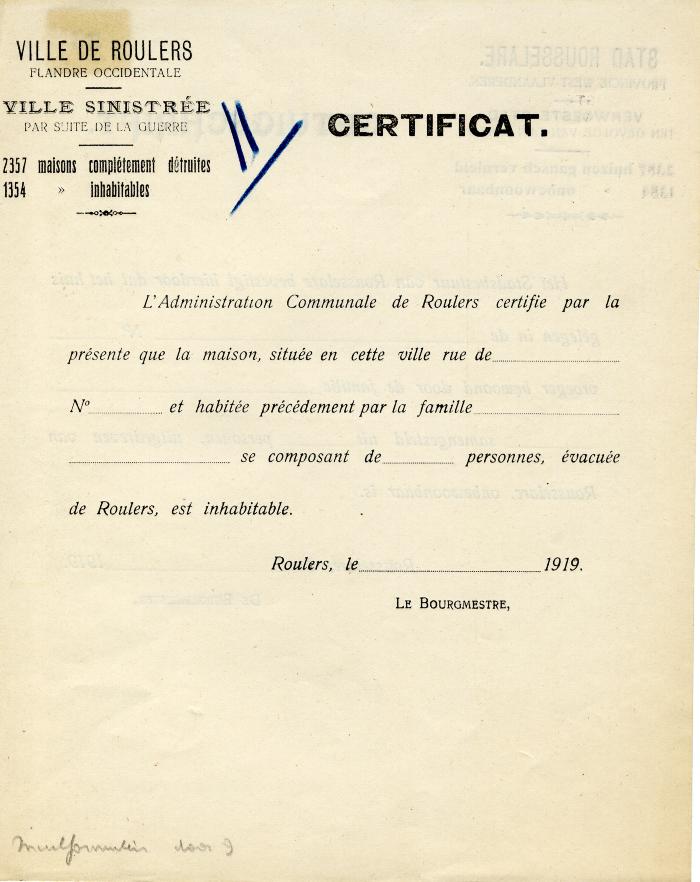 VILLE DE ROULERS
FLANDRE OCCIDENTALE
VILLE SINISTRÉE
PAR SUITE DE LA GUERRE
2357 maisons complétement détruites
1354 » inhabitables
CERTIFICAT.
L'Administration Communale de Roulers certifie par la
présente que la maison, située en cette ville rue de
Nº et habitée précédement par la famille
se composant de personnes, évacuée
de Roulers, est inhabitable.
Roulers, le 1919.
LE BOURGMESTRE,